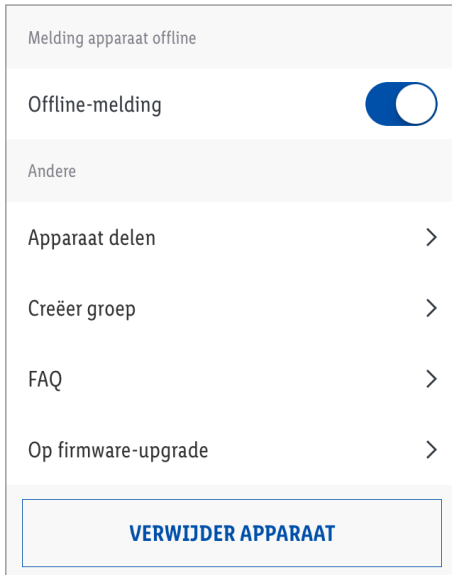 Melding apparaat offline
Offline-melding
Andere
Apparaat delen
Creëer groep
FAQ
Op firmware-upgrade
VERWIJDER APPARAAT